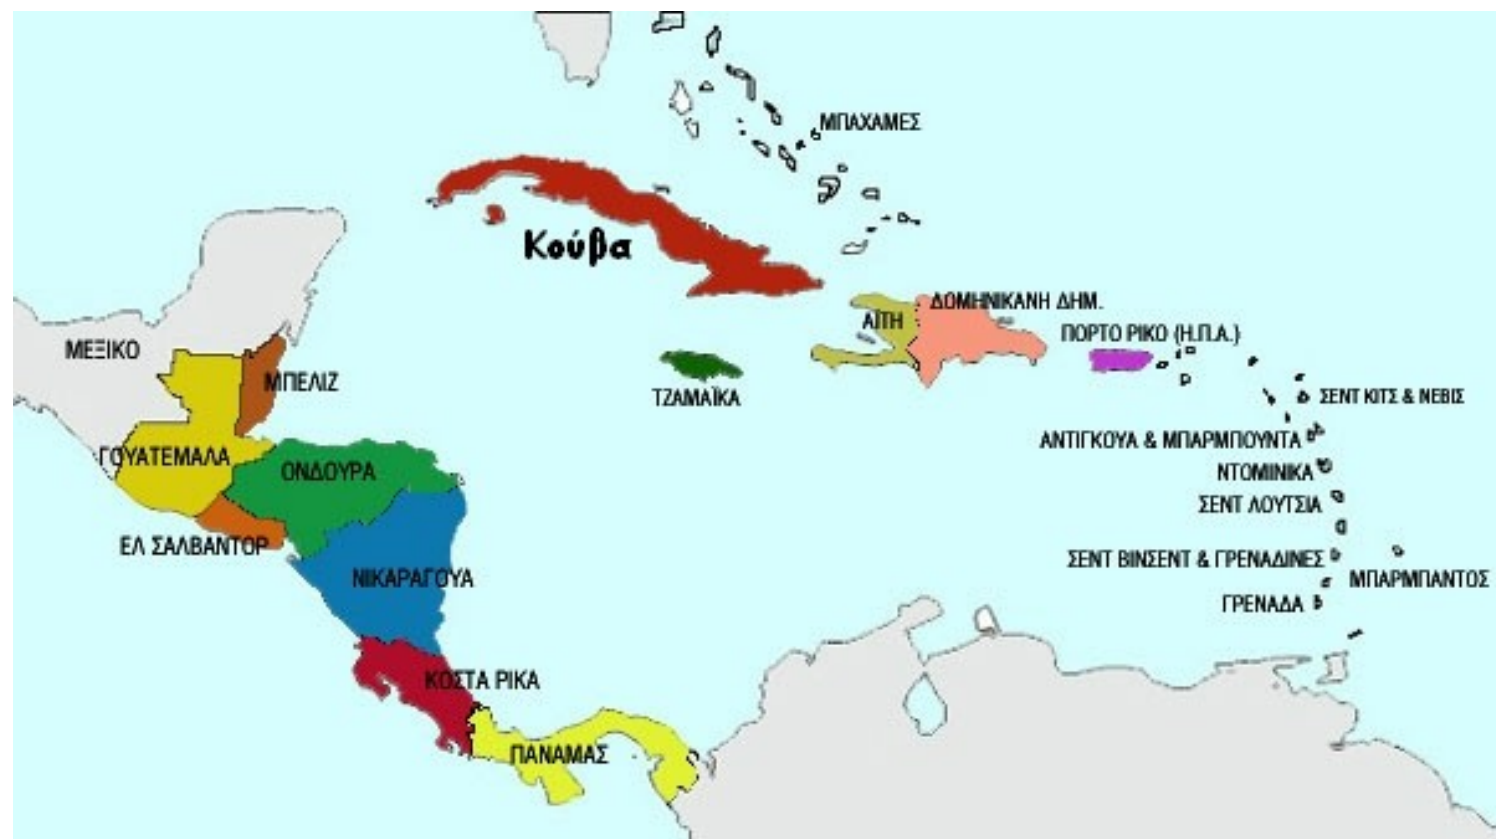 ΜΠΑΧΑΜΕΣ
Κούβα
ΔΟΜΗΝΙΚΑΝΗ ΔΗΜ.
ΑΪΤΗ
ΠΟΡΤΟ ΡΙΚΟ (Η.Π.Α.)
ΜΕΞΙΚΟ
ΜΠΕΛΙΖ
ΤΖΑΜΑΪΚΑ
ΣΕΝΤ ΚΙΤΣ & ΝΕΒΙΣ
ΑΝΤΙΓΚΟΥΑ & ΜΠΑΡΜΠΟΥΝΤΑ
ΓΟΥΑΤΕΜΑΛΑ
ΟΝΔΟΥΡΑ
ΝΤΟΜΙΝΙΚΑ
ΣΕΝΤ ΛΟΥΤΣΙΑ
ΕΛ ΣΑΛΒΑΝΤΟΡ
ΣΕΝΤ ΒΙΝΣΕΝΤ & ΓΡΕΝΑΔΙΝΕΣ
ΝΙΚΑΡΑΓΟΥΑ
ΜΠΑΡΜΠΑΝΤΟΣ
ΓΡΕΝΑΔΑ
ΚΟΣΤΑ ΡΙΚΑ
ΠΑΝΑΜΑΣ